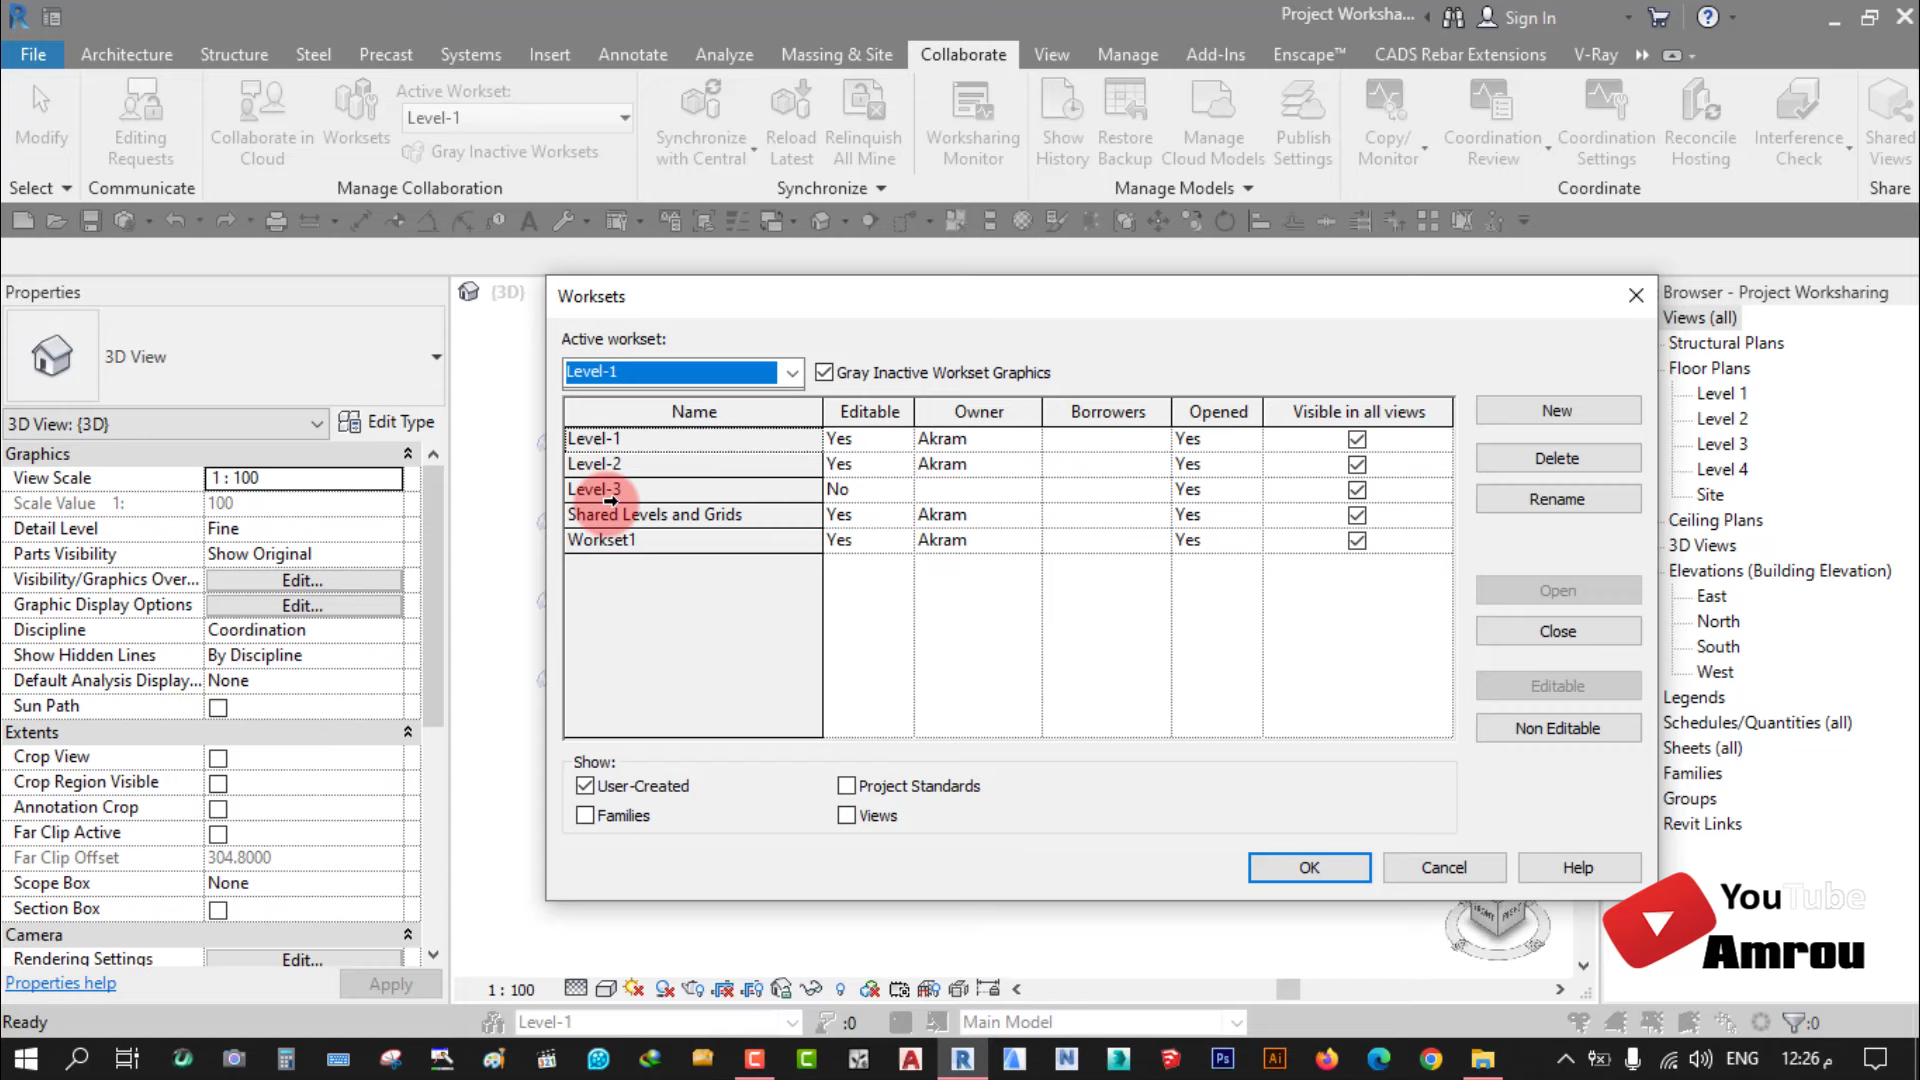 Project Worksha... Sign In
File Architecture Structure Steel Precast Systems Insert Annotate Analyze Massing & Site Collaborate View Manage Add-Ins Enscape™ CADS Rebar Extensions V-Ray
Active Workset:
Level-1
Gray Inactive Worksets
Modify
Editing Requests
Collaborate in Cloud
Worksets
Synchronize with Central
Reload Latest
Relinquish All Mine
Worksharing Monitor
Show History
Restore Backup
Manage Cloud Models
Publish Settings
Copy/ Monitor
Coordination Review
Coordination Settings
Reconcile Hosting
Interference Check
Shared Views
Select Communicate Manage Collaboration Synchronize Manage Models Coordinate Share
Properties
3D View
3D View: {3D} Edit Type
Graphics
View Scale 1 : 100
Scale Value 1: 100
Detail Level Fine
Parts Visibility Show Original
Visibility/Graphics Over... Edit...
Graphic Display Options Edit...
Discipline Coordination
Show Hidden Lines By Discipline
Default Analysis Display... None
Sun Path
Extents
Crop View
Crop Region Visible
Annotation Crop
Far Clip Active
Far Clip Offset 304.8000
Scope Box None
Section Box
Camera
Rendering Settings Edit...
Properties help Apply
{3D}
Worksets
Active workset:
Level-1 Gray Inactive Workset Graphics
Name Editable Owner Borrowers Opened Visible in all views
Level-1 Yes Akram Yes
Level-2 Yes Akram Yes
Level-3 No Yes
Shared Levels and Grids Yes Akram Yes
Workset1 Yes Akram Yes
New
Delete
Rename
Open
Close
Editable
Non Editable
Show:
User-Created Project Standards
Families Views
OK Cancel Help
Browser - Project Worksharing
Views (all)
Structural Plans
Floor Plans
Level 1
Level 2
Level 3
Level 4
Site
Ceiling Plans
3D Views
Elevations (Building Elevation)
East
North
South
West
Legends
Schedules/Quantities (all)
Sheets (all)
Families
Groups
Revit Links
YouTube
Amrou
1 : 100
Ready Level-1 :0 Main Model :0
ENG 12:26 م